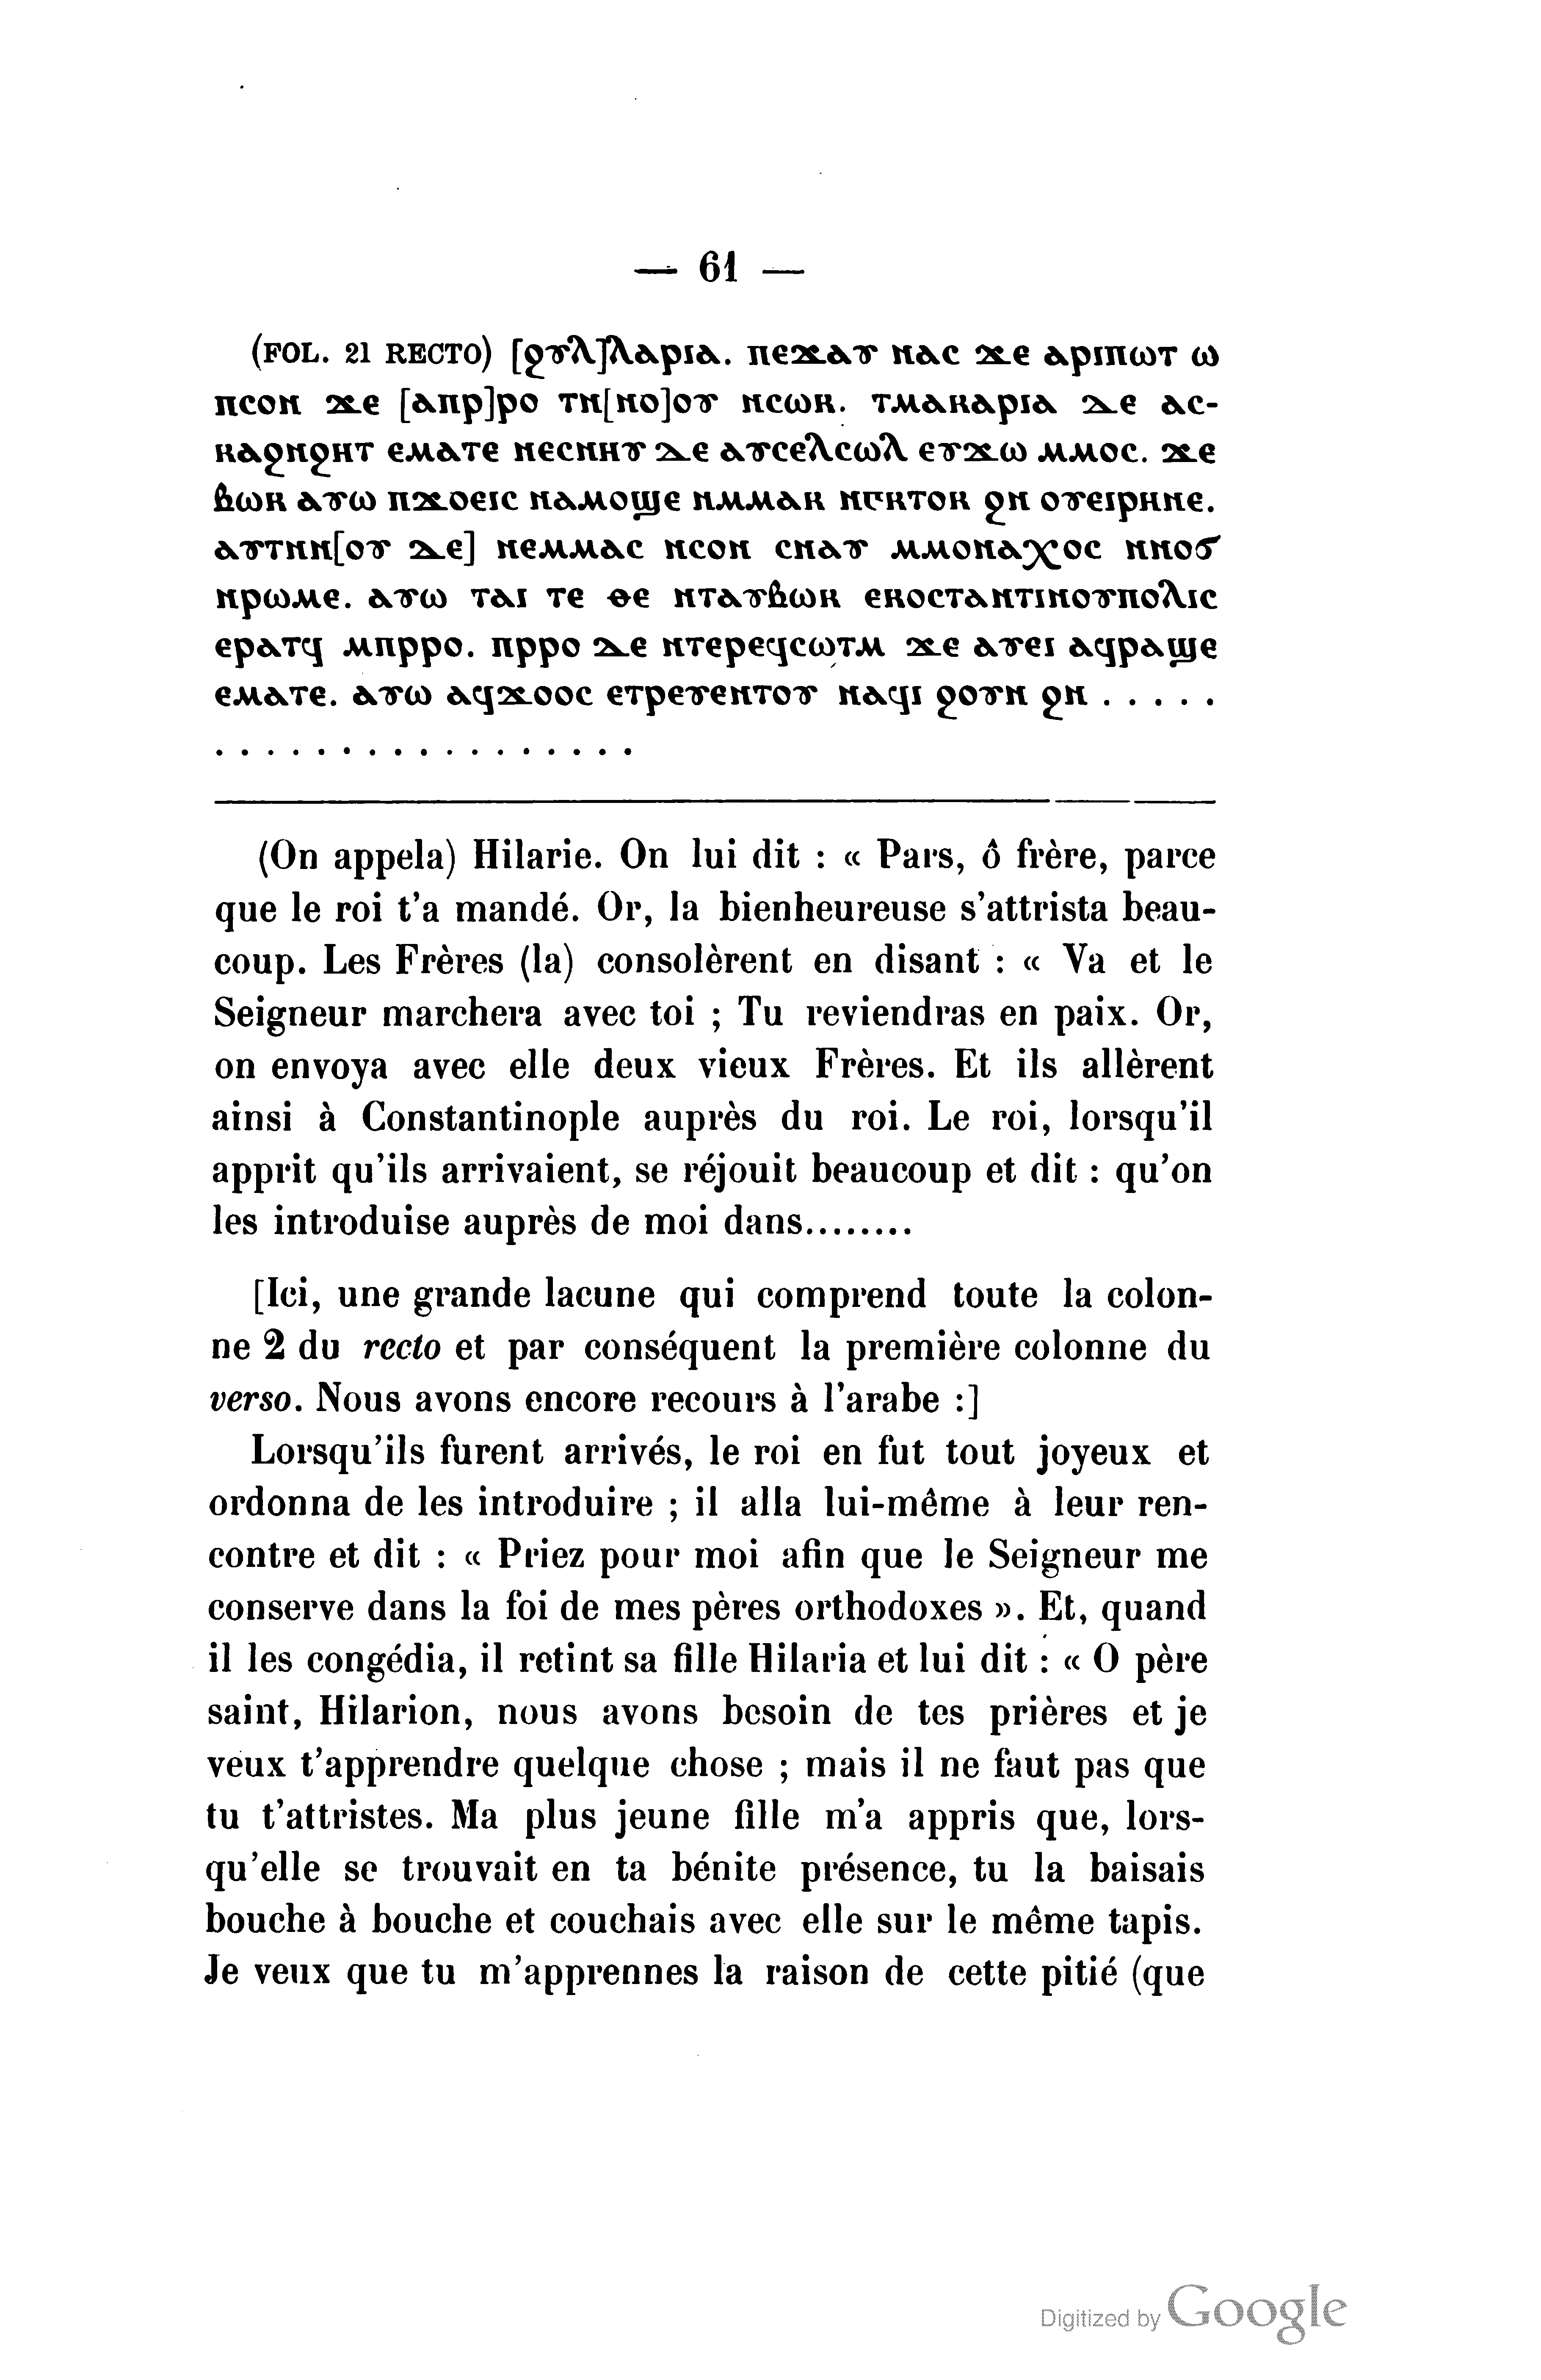 — 61 —
(FOL. 21 RECTO) [ϩⲩⲗ]ⲗⲁⲣⲓⲁ. ⲡⲉϫⲁⲩ ⲛⲁⲥ ϫⲉ ⲁⲣⲓⲡⲱⲧ ⲱ
ⲡⲥⲟⲛ ϫⲉ [ⲁⲡⲣ]ⲣⲟ ⲧⲛ[ⲛⲟ]ⲟⲩ ⲛⲥⲱⲕ. ⲧⲙⲁⲕⲁⲣⲓⲁ ⲇⲉ ⲁⲥ-
ⲕⲁϩⲛϩⲏⲧ ⲉⲙⲁⲧⲉ ⲛⲉⲥⲛⲏⲩ ⲇⲉ ⲁⲩⲥⲉⲗⲥⲱⲗ ⲉⲩϫⲱ ⲙⲙⲟⲥ. ϫⲉ
ⲃⲱⲕ ⲁⲩⲱ ⲡϫⲟⲉⲓⲥ ⲛⲁⲙⲟϣⲉ ⲛⲙⲙⲁⲕ ⲛⲅⲕⲧⲟⲕ ϩⲛ ⲟⲩⲉⲓⲣⲏⲛⲉ.
ⲁⲩⲧⲛⲛ[ⲟⲩ ⲇⲉ] ⲛⲉⲙⲙⲁⲥ ⲛⲥⲟⲛ ⲥⲛⲁⲩ ⲙⲙⲟⲛⲁⲭⲟⲥ ⲛⲛⲟϭ
ⲛⲣⲱⲙⲉ. ⲁⲩⲱ ⲧⲁⲓ ⲧⲉ ⲑⲉ ⲛⲧⲁⲩⲃⲱⲕ ⲉⲕⲟⲥⲧⲁⲛⲧⲓⲛⲟⲩⲡⲟⲗⲓⲥ
ⲉⲣⲁⲧϥ ⲙⲡⲣⲣⲟ. ⲡⲣⲣⲟ ⲇⲉ ⲛⲧⲉⲣⲉϥⲥⲱⲧⲙ ϫⲉ ⲁⲩⲉⲓ ⲁϥⲣⲁϣⲉ
ⲉⲙⲁⲧⲉ. ⲁⲩⲱ ⲁϥϫⲟⲟⲥ ⲉⲧⲣⲉⲩⲉⲛⲧⲟⲩ ⲛⲁϥⲓ ϩⲟⲩⲛ ϩⲛ . . . . .
. . . . . . . . . . . . . . . . .
(On appela) Hilarie. On lui dit : « Pars, ô frère, parce
que le roi t'a mandé. Or, la bienheureuse s'attrista beau-
coup. Les Frères (la) consolèrent en disant : « Va et le
Seigneur marchera avec toi ; Tu reviendras en paix. Or,
on envoya avec elle deux vieux Frères. Et ils allèrent
ainsi à Constantinople auprès du roi. Le roi, lorsqu'il
apprit qu'ils arrivaient, se réjouit beaucoup et dit : qu'on
les introduise auprès de moi dans........
[Ici, une grande lacune qui comprend toute la colon-
ne 2 du recto et par conséquent la première colonne du
verso. Nous avons encore recours à l'arabe :]
Lorsqu'ils furent arrivés, le roi en fut tout joyeux et
ordonna de les introduire ; il alla lui-même à leur ren-
contre et dit : « Priez pour moi afin que le Seigneur me
conserve dans la foi de mes pères orthodoxes ». Et, quand
il les congédia, il retint sa fille Hilaria et lui dit : « O père
saint, Hilarion, nous avons besoin de tes prières et je
veux t'apprendre quelque chose ; mais il ne faut pas que
tu t'attristes. Ma plus jeune fille m'a appris que, lors-
qu'elle se trouvait en ta bénite présence, tu la baisais
bouche à bouche et couchais avec elle sur le même tapis.
Je veux que tu m'apprennes la raison de cette pitié (que
Digitized by Google